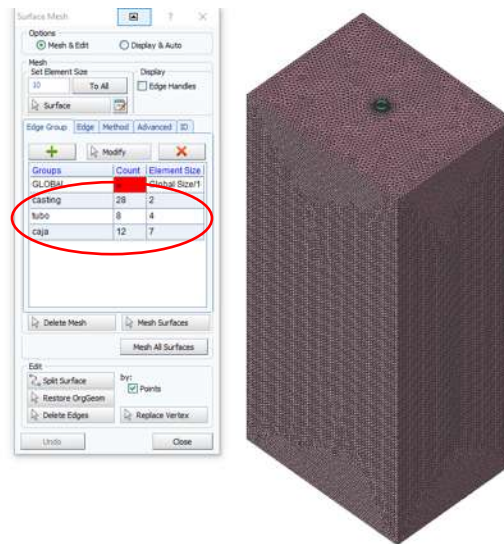 Surface Mesh
?
Options
Mesh & Edit Display & Auto
Mesh
Set Element Size Display
10 To All Edge Handles
Surface
Edge Group Edge Method Advanced ID
Modify
Groups Count Element Size
GLOBAL Global Size/1
casting 28 2
tubo 8 4
caja 12 7
Delete Mesh Mesh Surfaces
Mesh All Surfaces
Edit
Split Surface by: Points
Restore OrgGeom
Delete Edges Replace Vertex
Undo Close